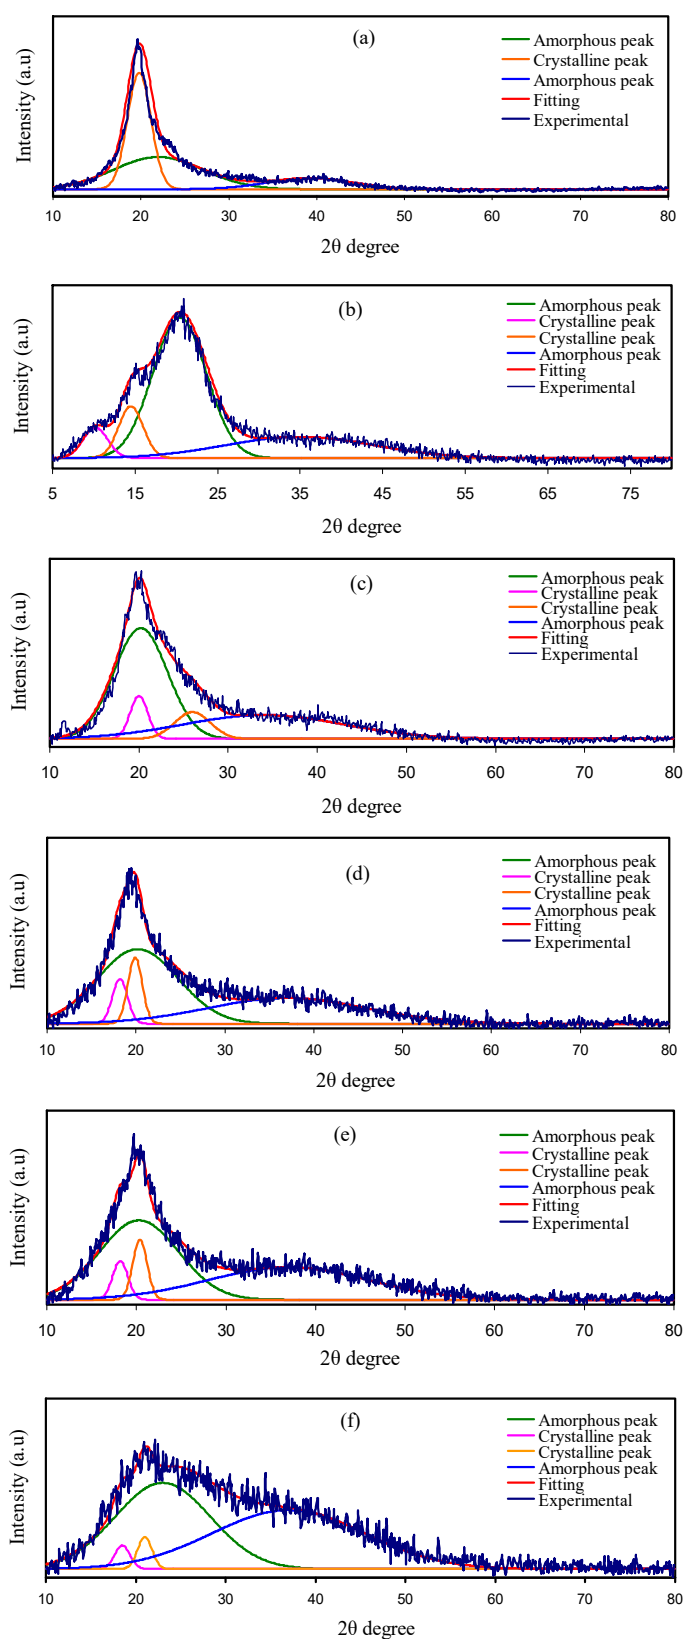 (a)
Intensity (a.u)
Amorphous peak
Crystalline peak
Amorphous peak
Fitting
Experimental
10 20 30 40 50 60 70 80
2θ degree
(b)
Intensity (a.u)
Amorphous peak
Crystalline peak
Crystalline peak
Amorphous peak
Fitting
Experimental
5 15 25 35 45 55 65 75
2θ degree
(c)
Intensity (a.u)
Amorphous peak
Crystalline peak
Crystalline peak
Amorphous peak
Fitting
Experimental
10 20 30 40 50 60 70 80
2θ degree
(d)
Intensity (a.u)
Amorphous peak
Crystalline peak
Crystalline peak
Amorphous peak
Fitting
Experimental
10 20 30 40 50 60 70 80
2θ degree
(e)
Intensity (a.u)
Amorphous peak
Crystalline peak
Crystalline peak
Amorphous peak
Fitting
Experimental
10 20 30 40 50 60 70 80
2θ degree
(f)
Intensity (a.u)
Amorphous peak
Crystalline peak
Crystalline peak
Amorphous peak
Fitting
Experimental
10 20 30 40 50 60 70 80
2θ degree